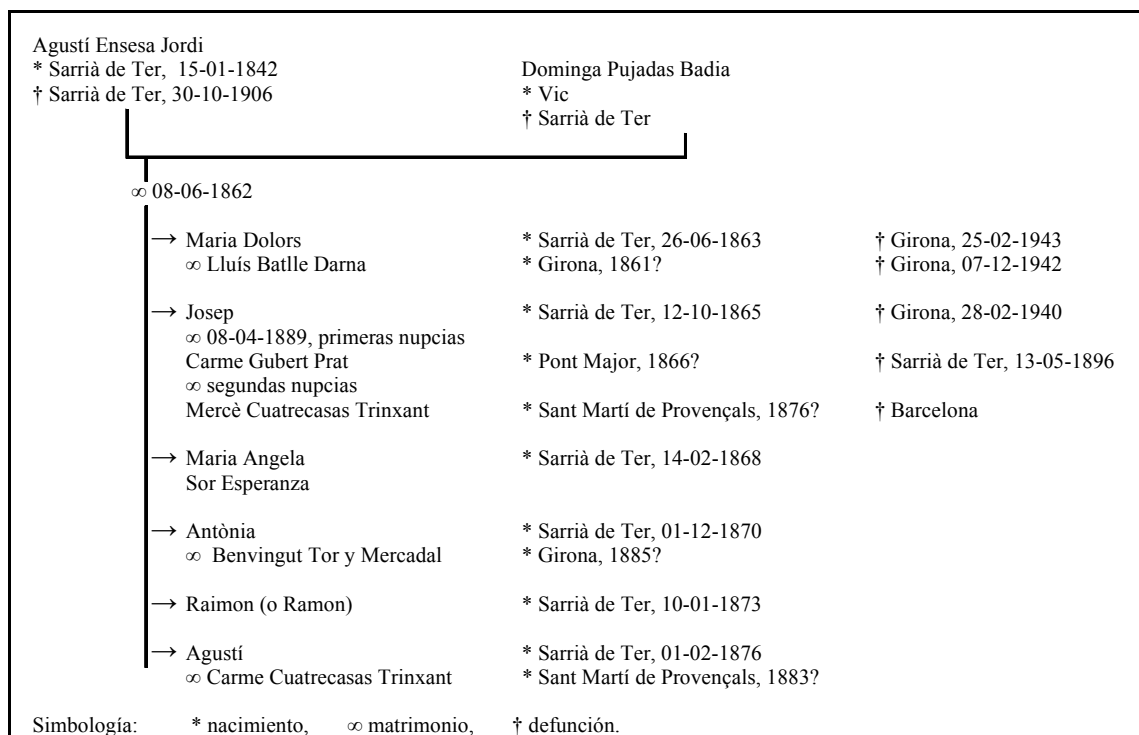 Agustí Ensesa Jordi
* Sarrià de Ter, 15-01-1842 Dominga Pujadas Badia
† Sarrià de Ter, 30-10-1906 * Vic
† Sarrià de Ter
∞ 08-06-1862
→ Maria Dolors * Sarrià de Ter, 26-06-1863 † Girona, 25-02-1943
∞ Lluís Batlle Darna * Girona, 1861? † Girona, 07-12-1942
→ Josep * Sarrià de Ter, 12-10-1865 † Girona, 28-02-1940
∞ 08-04-1889, primeras nupcias
Carme Gubert Prat * Pont Major, 1866? † Sarrià de Ter, 13-05-1896
∞ segundas nupcias
Mercè Cuatrecasas Trinxant * Sant Martí de Provençals, 1876? † Barcelona
→ Maria Angela * Sarrià de Ter, 14-02-1868
Sor Esperanza
→ Antònia * Sarrià de Ter, 01-12-1870
∞ Benvingut Tor y Mercadal * Girona, 1885?
→ Raimon (o Ramon) * Sarrià de Ter, 10-01-1873
→ Agustí * Sarrià de Ter, 01-02-1876
∞ Carme Cuatrecasas Trinxant * Sant Martí de Provençals, 1883?
Simbología: * nacimiento, ∞ matrimonio, † defunción.